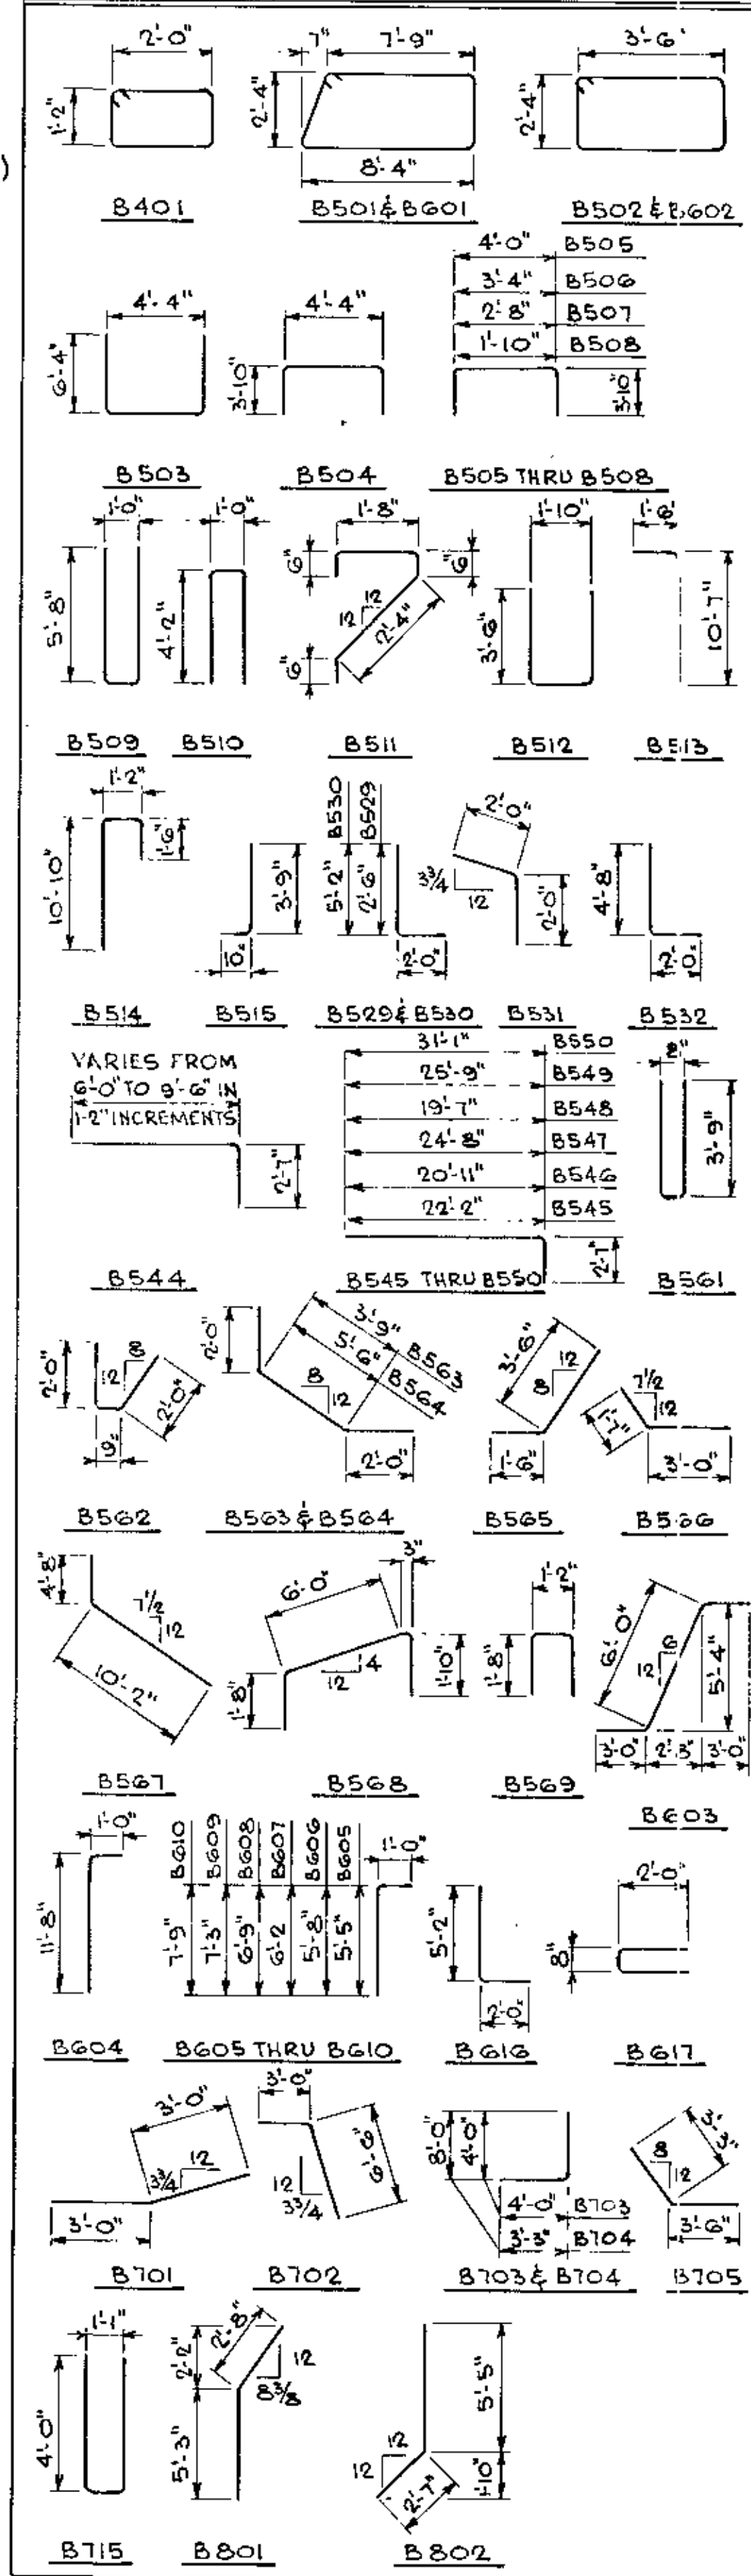 2'-0"
7" 7'-9"
3'-6"
1'-2"
2'-4"
2'-4"
8'-4"
)
B401 B501 & B601 B502 & B602
4'-0" B505
3'-4" B506
2'-8" B507
1'-10" B508
4'-4" 4'-4"
6'-4" 3'-10" 3'-10"
B503 B504 B505 THRU B508
1'-0" 1'-0" 1'-8" 1'-10" 1'-6"
5'-8" 4'-2" 6" 6" 12 12 2'-4" 6" 3'-6" 10'-7"
B509 B510 B511 B512 B513
1'-2" B530 B529 2'-0"
10'-10" 1'-6" 3'-9" 10" 5'-2" 2'-6" 2'-0" 3 3/4 12 2'-0" 4'-8" 2'-0"
B514 B515 B529 & B530 B531 B532
VARIES FROM
6'-0" TO 9'-6" IN
1'-2" INCREMENTS
2'-7"
31'-1" B550
25'-9" B549
19'-7" B548
24'-8" B547
20'-11" B546
22'-2" B545
2'-7"
8" 3'-9"
B544 B545 THRU B550 B561
2'-0" 12 8 2'-0" 9"
2'-0" 3'-9" B563
5'-6" B564
8 12 2'-0"
3'-6" 12 8 1'-6"
7 1/2 12 1'-7" 3'-0"
B562 B563 & B564 B565 B566
4'-8" 7 1/2 12 10'-2"
6'-0" 3" 1'-8" 12 4 1'-10"
1'-2" 1'-8"
6'-0" 6 12 5'-4"
3'-0" 2'-3" 3'-0"
B567 B568 B569
B603
1'-0" 11'-8"
B610 B609 B608 B607 B606 B605 1'-0"
7'-9" 7'-3" 6'-9" 6'-2 5'-8" 5'-5"
5'-2" 2'-0"
2'-0" 8"
B604 B605 THRU B610 B616 B617
3'-0" 12 3 3/4 3'-0"
3'-0" 12 3 3/4
8'-0" 4'-0"
4'-0" B703
3'-3" B704
8 12 3'-3" 3'-6"
B701 B702 B703 & B704 B705
1'-1" 4'-0"
2'-2" 2'-8" 12 8 3/8 5'-3"
5'-5" 12 12 2'-7" 1'-10"
B715 B801 B802